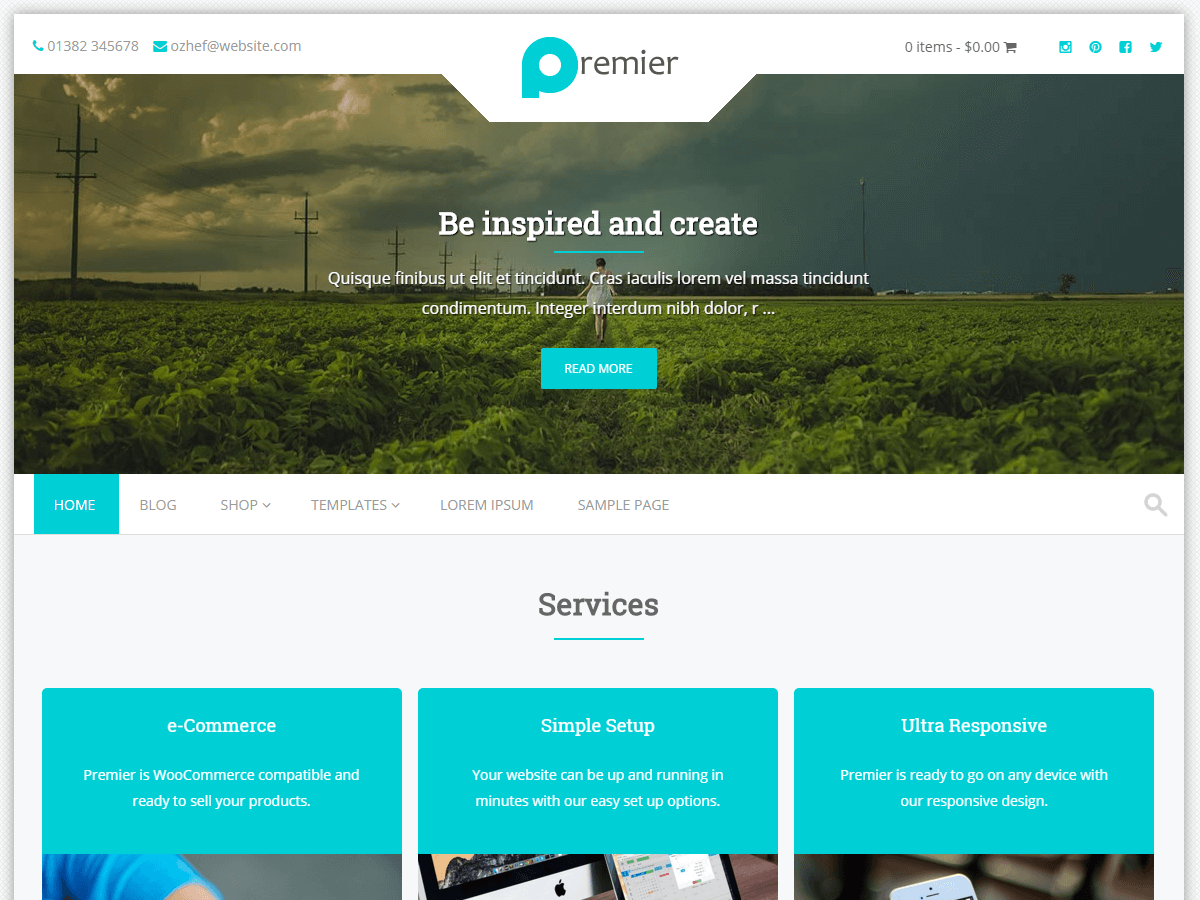 01382 345678 ozhef@website.com
premier
0 items - $0.00
Be inspired and create
Quisque finibus ut elit et tincidunt. Cras iaculis lorem vel massa tincidunt
condimentum. Integer interdum nibh dolor, r ...
READ MORE
HOME BLOG SHOP TEMPLATES LOREM IPSUM SAMPLE PAGE
Services
e-Commerce
Premier is WooCommerce compatible and
ready to sell your products.
Simple Setup
Your website can be up and running in
minutes with our easy set up options.
Ultra Responsive
Premier is ready to go on any device with
our responsive design.